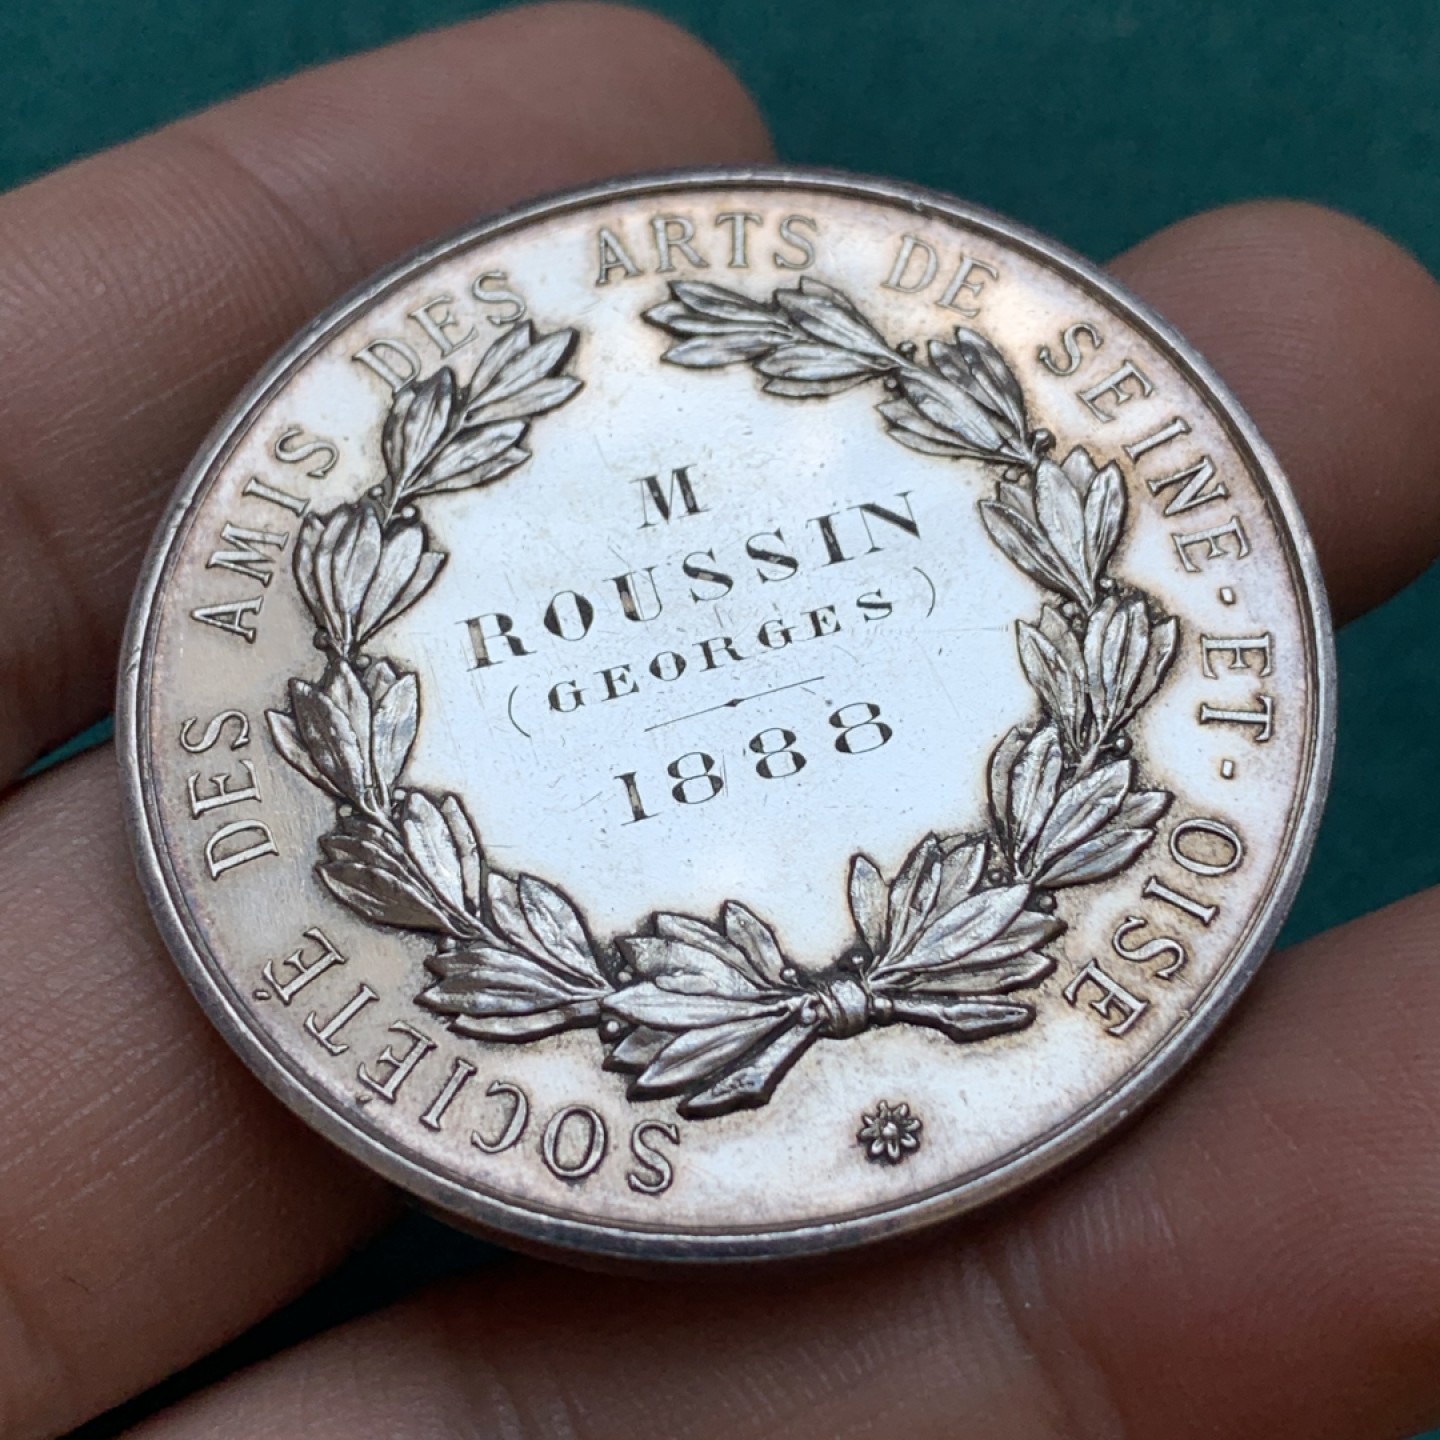 SOCIÉTÉ DES AMIS DES ARTS DE SEINE·ET·OISE
M
ROUSSIN
(GEORGES)
1888